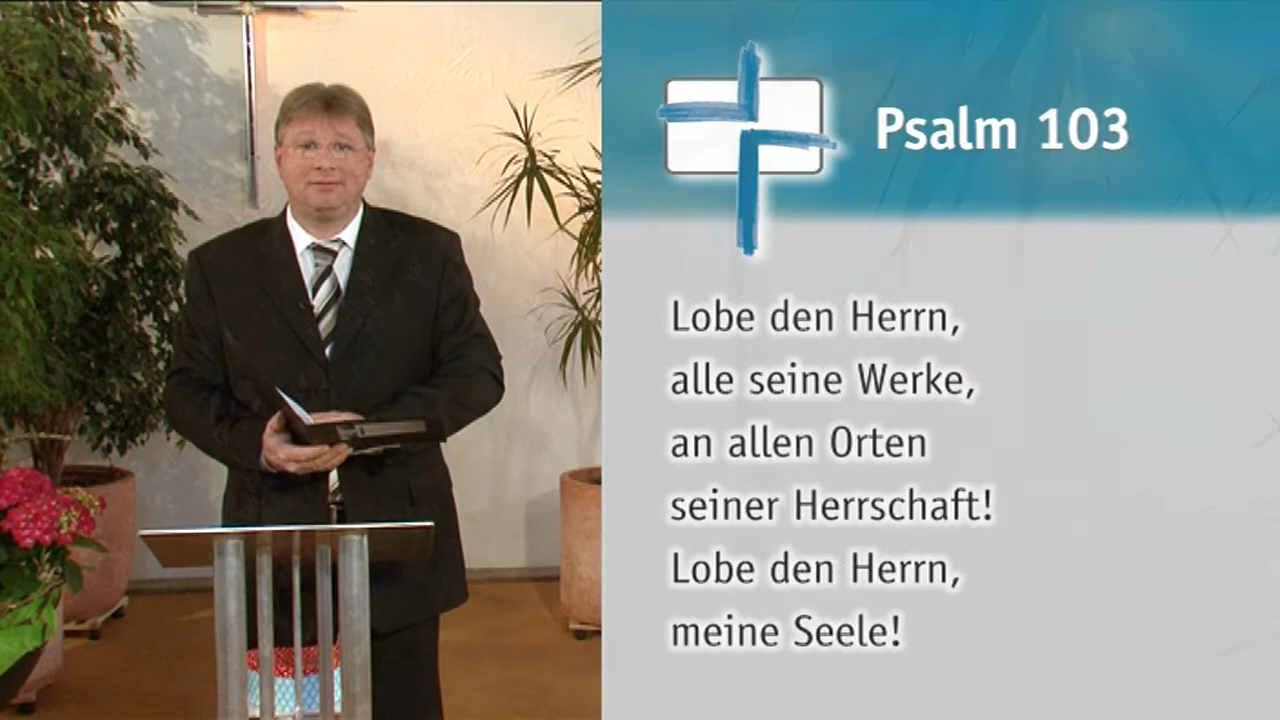 Psalm 103
Lobe den Herrn,
alle seine Werke,
an allen Orten
seiner Herrschaft!
Lobe den Herrn,
meine Seele!